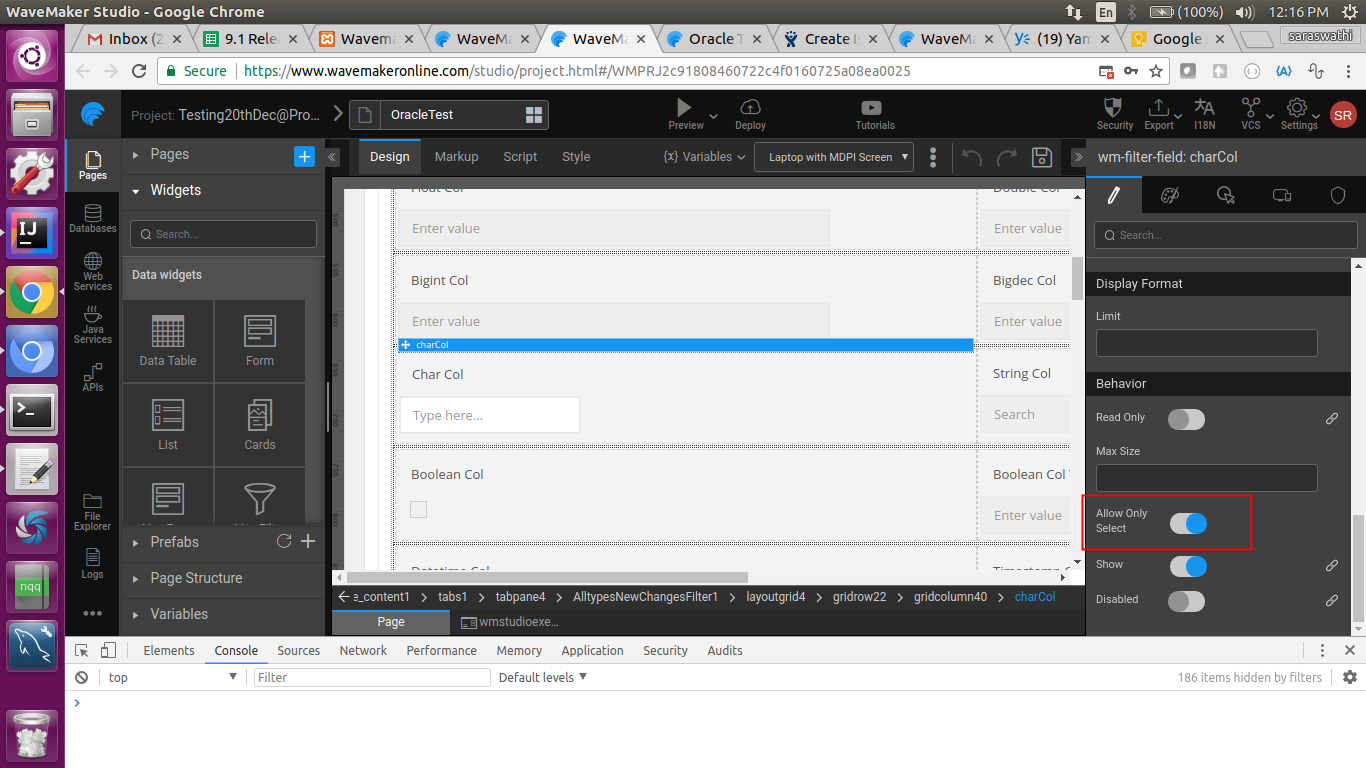 WaveMaker Studio - Google Chrome
En (100%) 12:16 PM
saraswathi
Inbox (2
9.1 Rele
Wavem
WaveMa
WaveMa
Oracle T
Create Is
WaveMa
(19) Yam
Google
Secure https://www.wavemakeronline.com/studio/project.html#/WMPRJ2c91808460722c4f0160725a08ea0025
Project: Testing20thDec@Pro...
OracleTest
Preview
Deploy
Tutorials
Security
Export
I18N
VCS
Settings
SR
Pages
Databases
Web
Services
Java
Services
APIs
File
Explorer
Logs
Pages
Widgets
Search...
Data widgets
Data Table
Form
List
Cards
Prefabs
Page Structure
Variables
Design
Markup
Script
Style
{x} Variables
Laptop with MDPI Screen
Float Col
Double Col
Enter value
Enter value
Bigint Col
Bigdec Col
Enter value
Enter value
charCol
Char Col
String Col
Type here...
Search
Boolean Col
Boolean Col
Enter value
Datetime Col
Timestamp
e_content1 > tabs1 > tabpane4 > AlltypesNewChangesFilter1 > layoutgrid4 > gridrow22 > gridcolumn40 > charCol
Page
wmstudioexe...
wm-filter-field: charCol
Search...
Display Format
Limit
Behavior
Read Only
Max Size
Allow Only
Select
Show
Disabled
Elements
Console
Sources
Network
Performance
Memory
Application
Security
Audits
top
Filter
Default levels
186 items hidden by filters
>
IJ
nqq